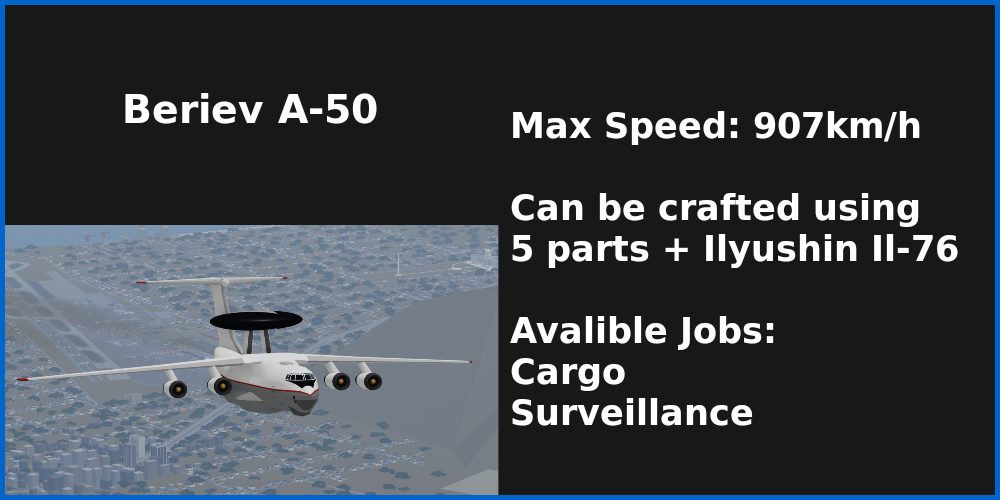 Beriev A-50
Max Speed: 907km/h
Can be crafted using
5 parts + Ilyushin Il-76
Avalible Jobs:
Cargo
Surveillance